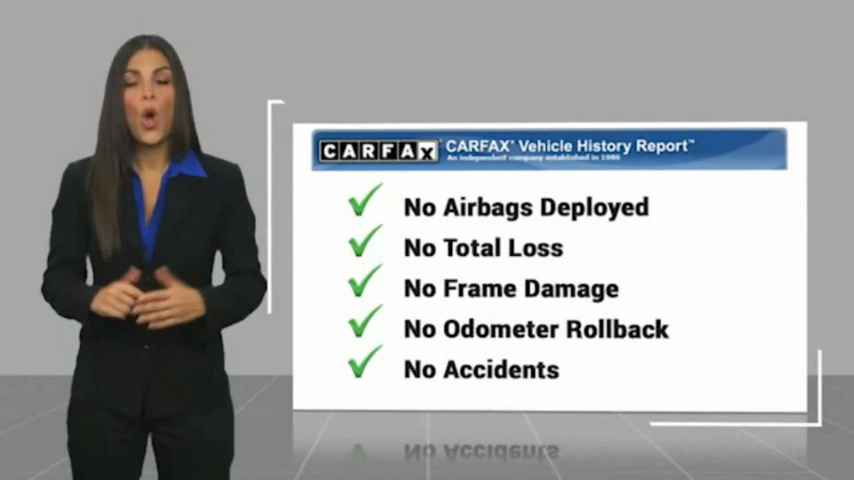 CARFAX CARFAX® Vehicle History Report™
An independent company established in 1986
No Airbags Deployed
No Total Loss
No Frame Damage
No Odometer Rollback
No Accidents